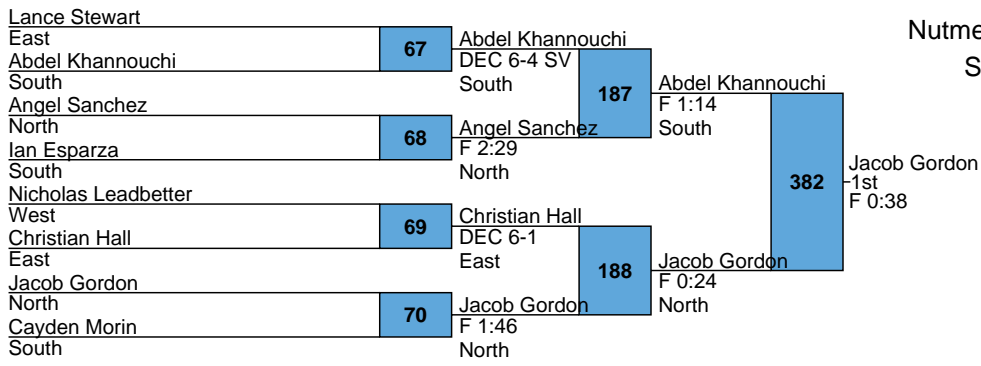 Lance Stewart
East
Abdel Khannouchi
South
67
Angel Sanchez
North
Ian Esparza
South
68
Nicholas Leadbetter
West
Christian Hall
East
69
Jacob Gordon
North
Cayden Morin
South
70
Abdel Khannouchi
DEC 6-4 SV
South
187
Angel Sanchez
F 2:29
North
Christian Hall
DEC 6-1
East
188
Jacob Gordon
F 1:46
North
Abdel Khannouchi
F 1:14
South
382
Jacob Gordon
F 0:24
North
Jacob Gordon
1st
F 0:38
Nutme
S